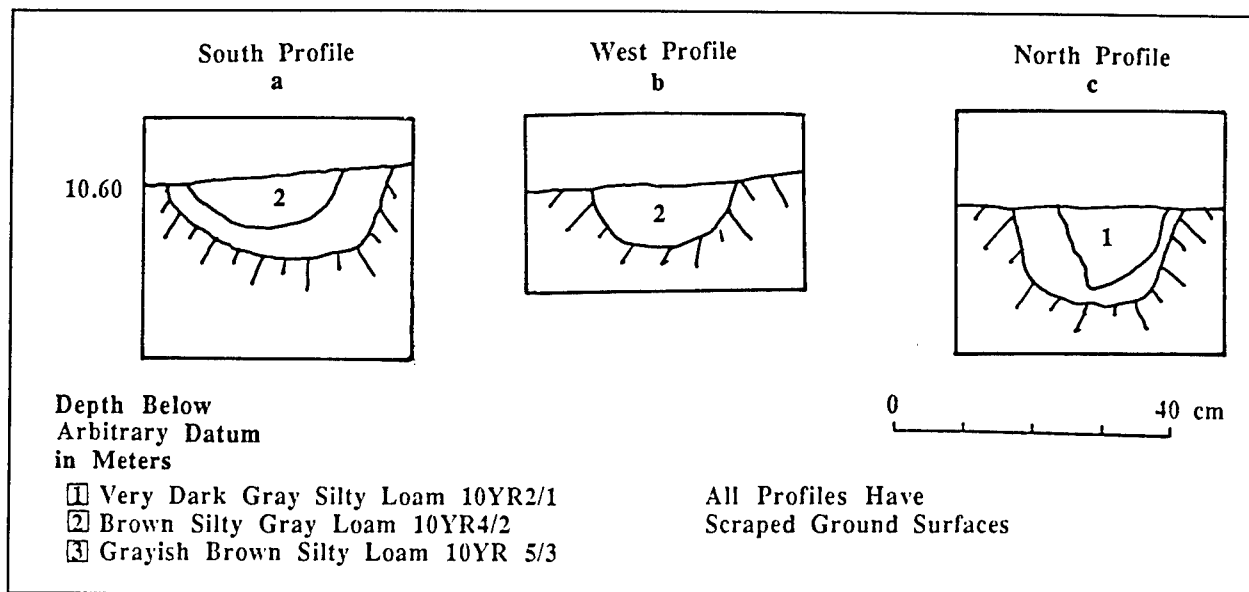 South Profile
a
West Profile
b
North Profile
c
10.60
2
2
1
0 40 cm
Depth Below
Arbitrary Datum
in Meters
1 Very Dark Gray Silty Loam 10YR2/1
2 Brown Silty Gray Loam 10YR4/2
3 Grayish Brown Silty Loam 10YR 5/3
All Profiles Have
Scraped Ground Surfaces